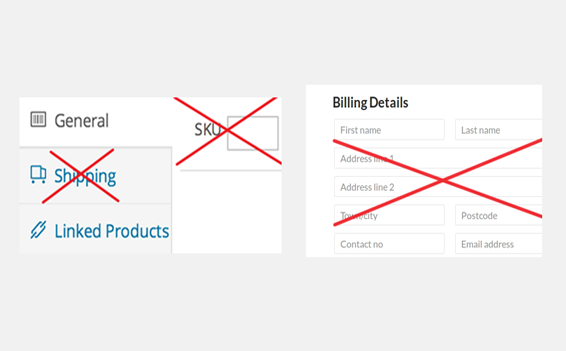 General
SKU
Shipping
Linked Products
Billing Details
First name
Last name
Address line 1
Address line 2
Town/city
Postcode
Contact no
Email address